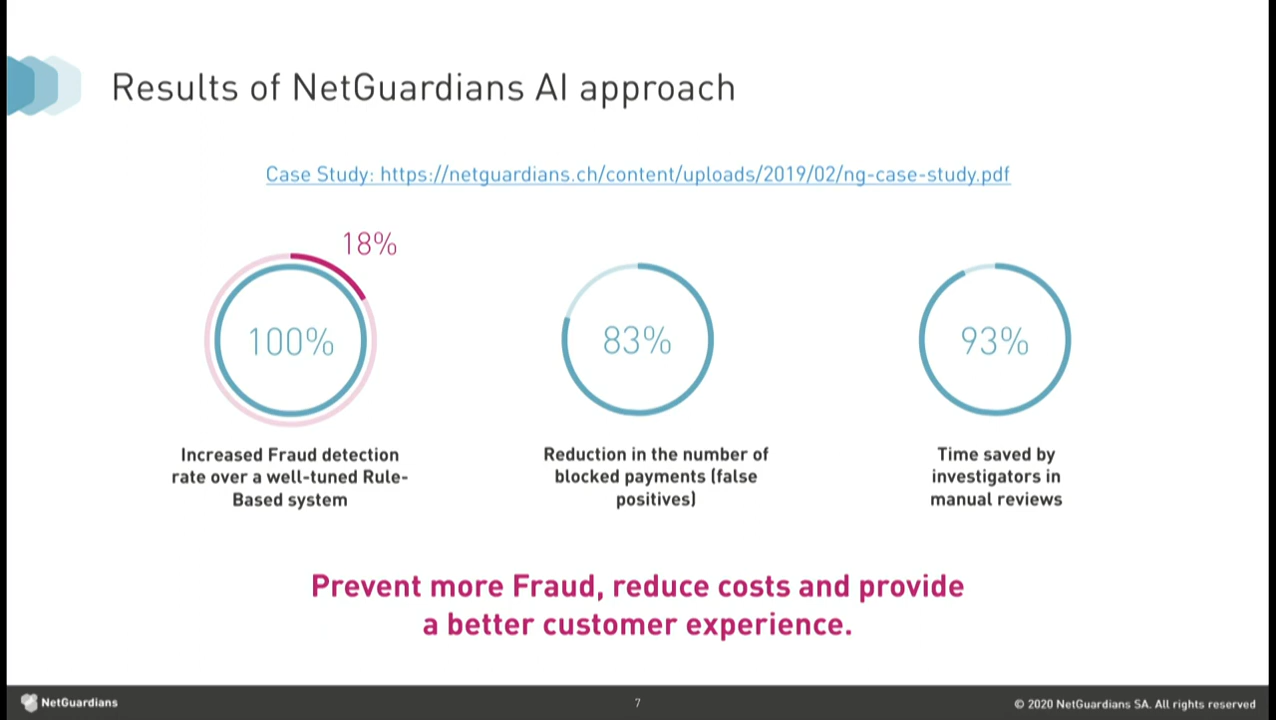 Results of NetGuardians AI approach
Case Study: https://netguardians.ch/content/uploads/2019/02/ng-case-study.pdf
18%
100%
83%
93%
Increased Fraud detection
rate over a well-tuned Rule-
Based system
Reduction in the number of
blocked payments (false
positives)
Time saved by
investigators in
manual reviews
Prevent more Fraud, reduce costs and provide
a better customer experience.
NetGuardians
7
© 2020 NetGuardians SA. All rights reserved